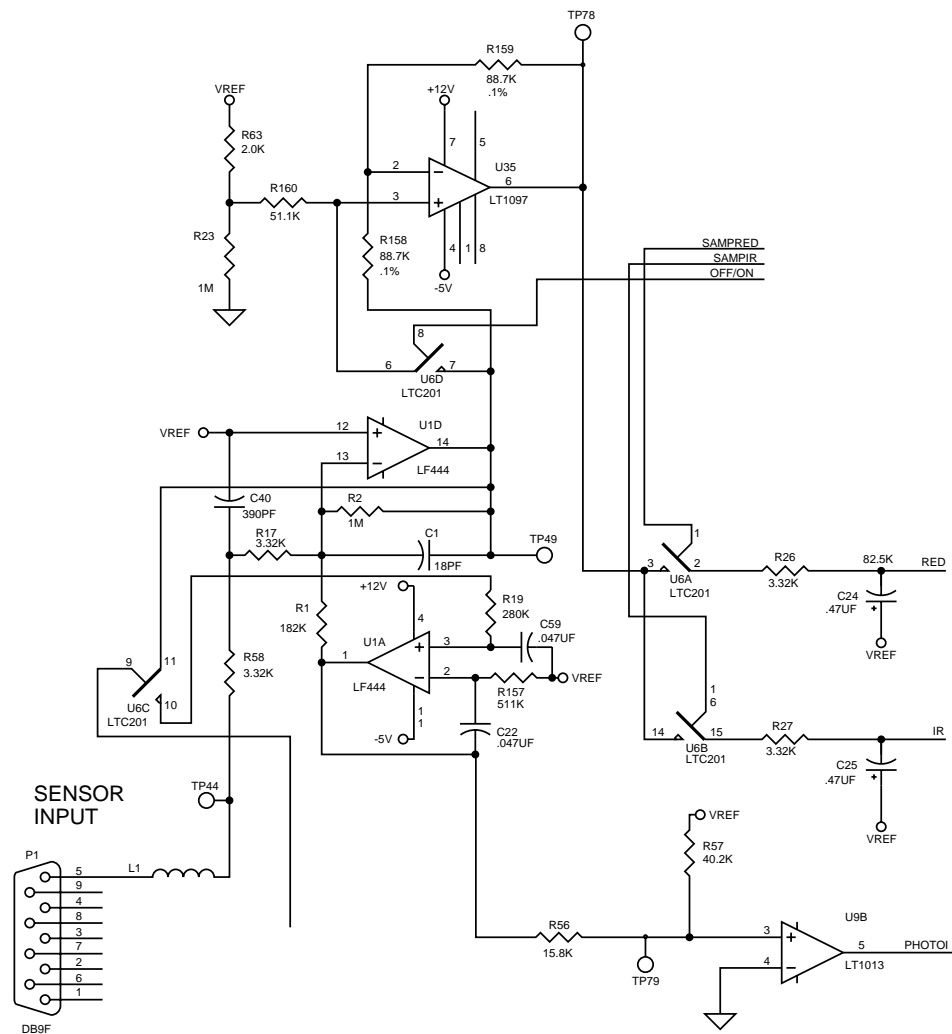 TP78
R159
88.7K
.1%
VREF
+12V
R63
2.0K
7
5
U35
2
6
LT1097
R160
3
51.1K
R23
1M
R158
88.7K
.1%
4
1
8
-5V
SAMPRED
SAMPIR
OFF/ON
8
6
7
U6D
LTC201
VREF
12
U1D
14
13
LF444
C40
390PF
R2
1M
R17
3.32K
C1
18PF
TP49
1
3
2
U6A
LTC201
R26
3.32K
82.5K
RED
C24
.47UF
+
VREF
+12V
R19
280K
R1
182K
4
C59
.047UF
U1A
3
1
2
LF444
R157
511K
VREF
9
11
10
U6C
LTC201
R58
3.32K
1
1
-5V
C22
.047UF
1
6
14
15
U6B
LTC201
R27
3.32K
IR
C25
.47UF
+
VREF
TP44
SENSOR
INPUT
P1
5
9
4
8
3
7
2
6
1
DB9F
L1
VREF
R57
40.2K
R56
15.8K
TP79
U9B
3
5
4
LT1013
PHOTOI